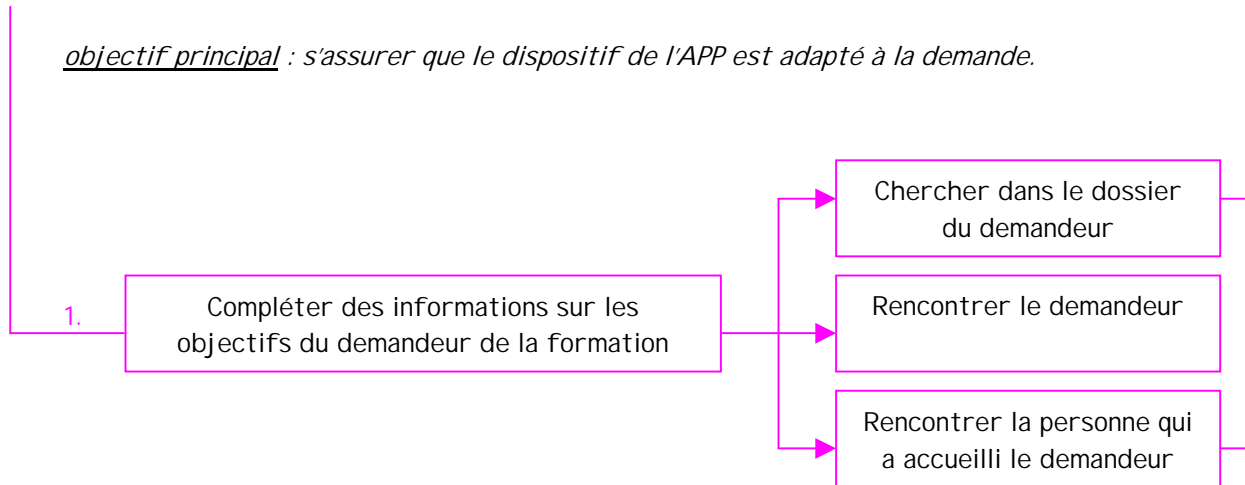 objectif principal : s'assurer que le dispositif de l'APP est adapté à la demande.
Chercher dans le dossier
du demandeur
1.
Compléter des informations sur les
objectifs du demandeur de la formation
Rencontrer le demandeur
Rencontrer la personne qui
a accueilli le demandeur